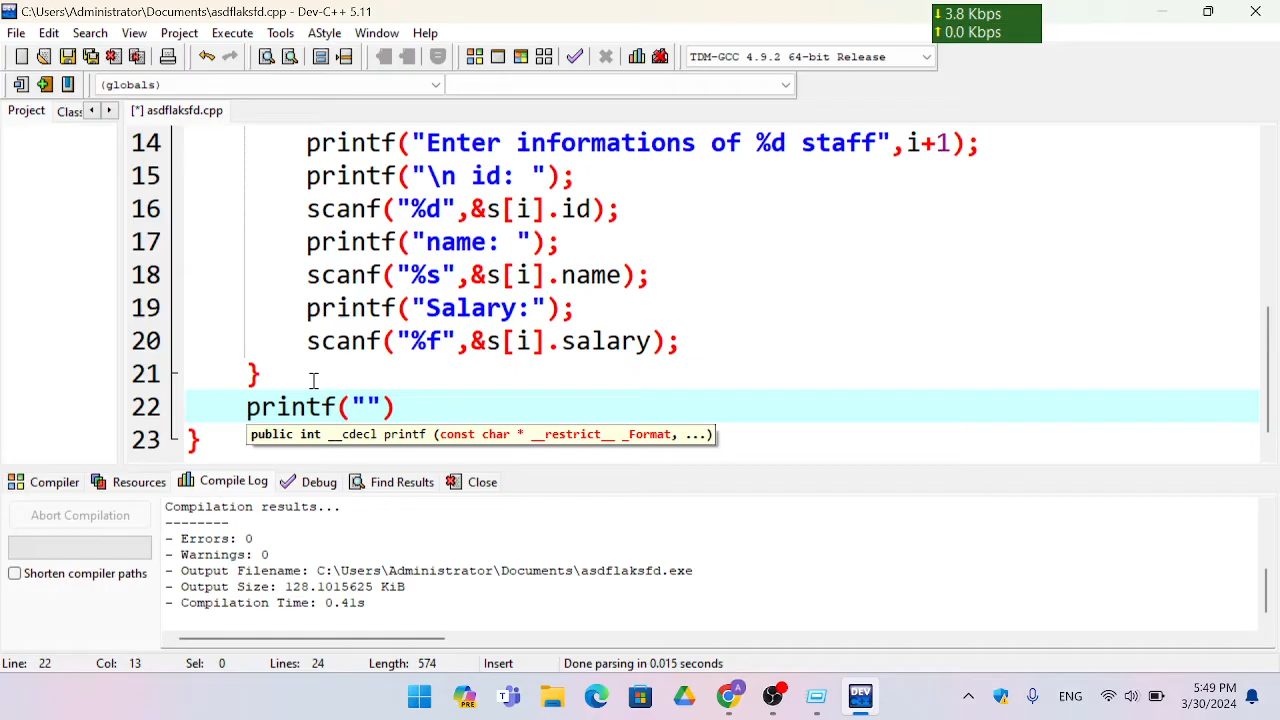 C:\Users\Administrator\Documents\asdflaksfd.cpp - Dev-C++ 5.11
3.8 Kbps
0.0 Kbps
File Edit Search View Project Execute Tools AStyle Window Help
TDM-GCC 4.9.2 64-bit Release
(globals)
Project Clas [*] asdflaksfd.cpp
14 printf("Enter informations of %d staff",i+1);
15 printf("\n id: ");
16 scanf("%d",&s[i].id);
17 printf("name: ");
18 scanf("%s",&s[i].name);
19 printf("Salary:");
20 scanf("%f",&s[i].salary);
21 }
22 printf("")
23 }
public int __cdecl printf (const char * __restrict__ _Format, ...)
Compiler Resources Compile Log Debug Find Results Close
Abort Compilation
Shorten compiler paths
Compilation results...
--------
- Errors: 0
- Warnings: 0
- Output Filename: C:\Users\Administrator\Documents\asdflaksfd.exe
- Output Size: 128.1015625 KiB
- Compilation Time: 0.41s
Line: 22 Col: 13 Sel: 0 Lines: 24 Length: 574 Insert Done parsing in 0.015 seconds
PRE
T
A
DEV
ENG
5:49 PM
3/30/2024